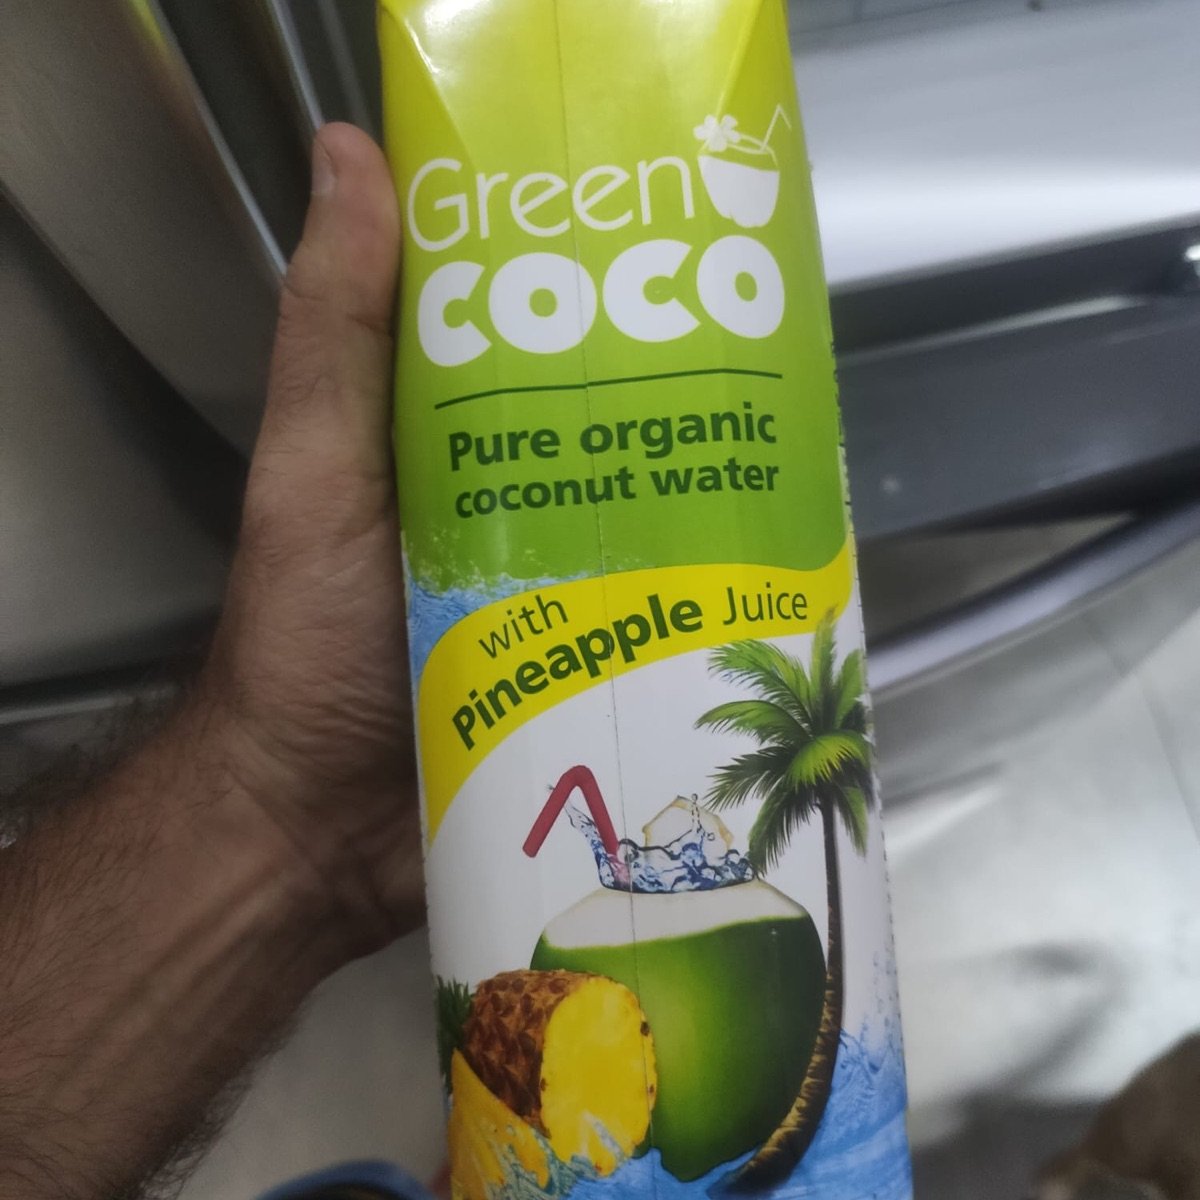 Green
COCO
Pure organic
coconut water
with
Pineapple Juice